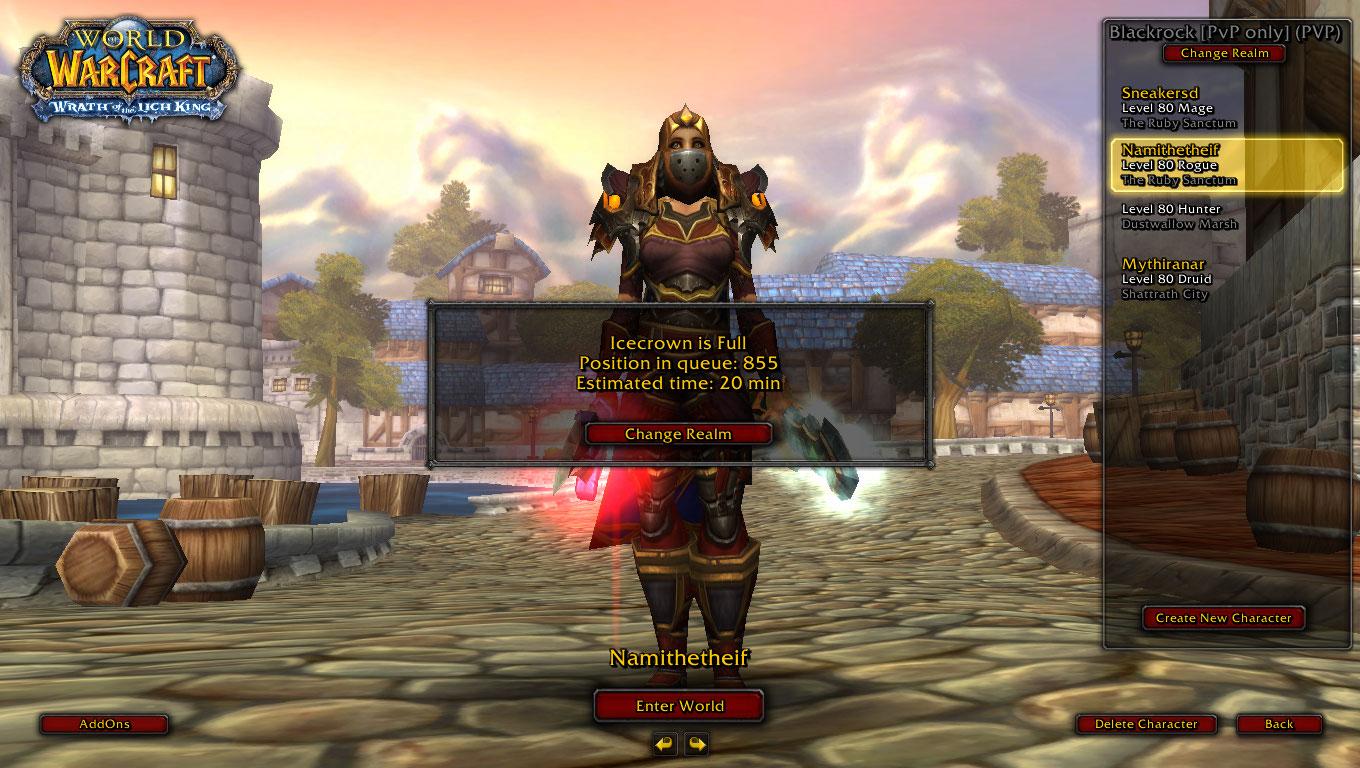 WORLD
OF
WARCRAFT
WRATH of the LICH KING
Blackrock [PvP only] (PVP)
Change Realm
Sneakersd
Level 80 Mage
The Ruby Sanctum
Namithetheif
Level 80 Rogue
The Ruby Sanctum
Level 80 Hunter
Dustwallow Marsh
Mythiranar
Level 80 Druid
Shattrath City
Icecrown is Full
Position in queue: 855
Estimated time: 20 min
Change Realm
Create New Character
Namithetheif
Enter World
AddOns
Delete Character
Back